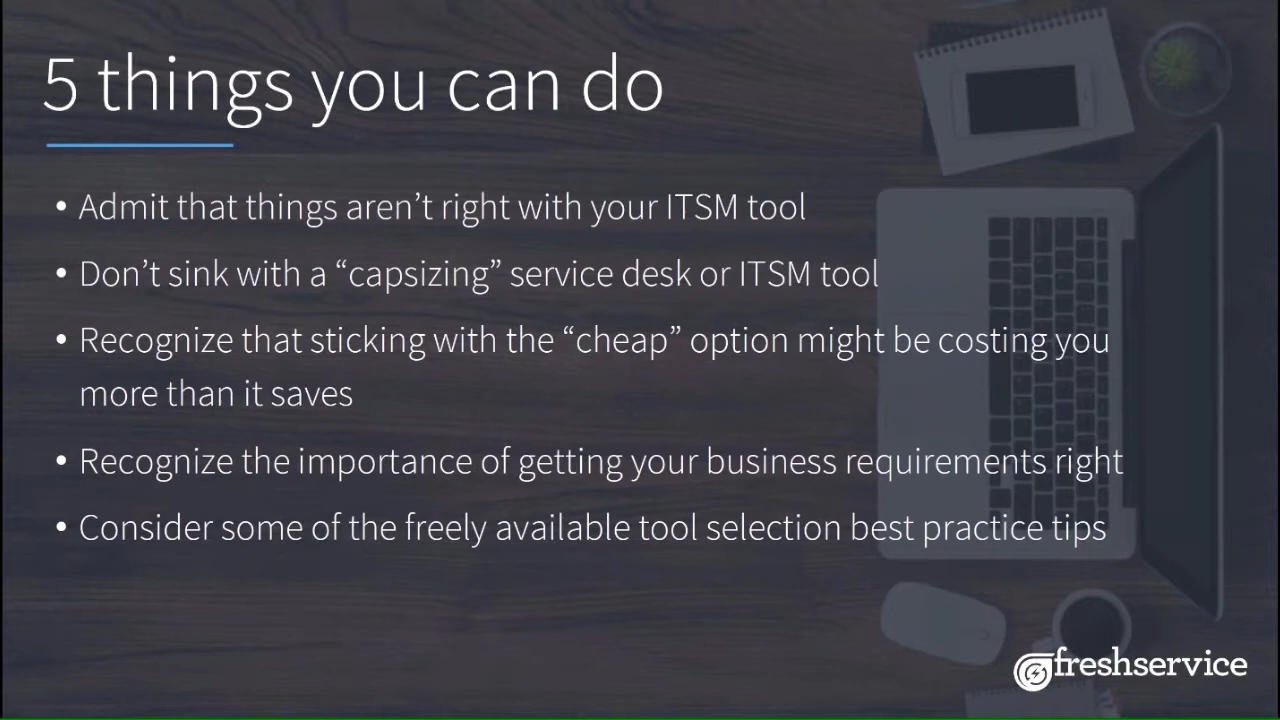 5 things you can do
• Admit that things aren’t right with your ITSM tool
• Don’t sink with a “capsizing” service desk or ITSM tool
• Recognize that sticking with the “cheap” option might be costing you
more than it saves
• Recognize the importance of getting your business requirements right
• Consider some of the freely available tool selection best practice tips
freshservice